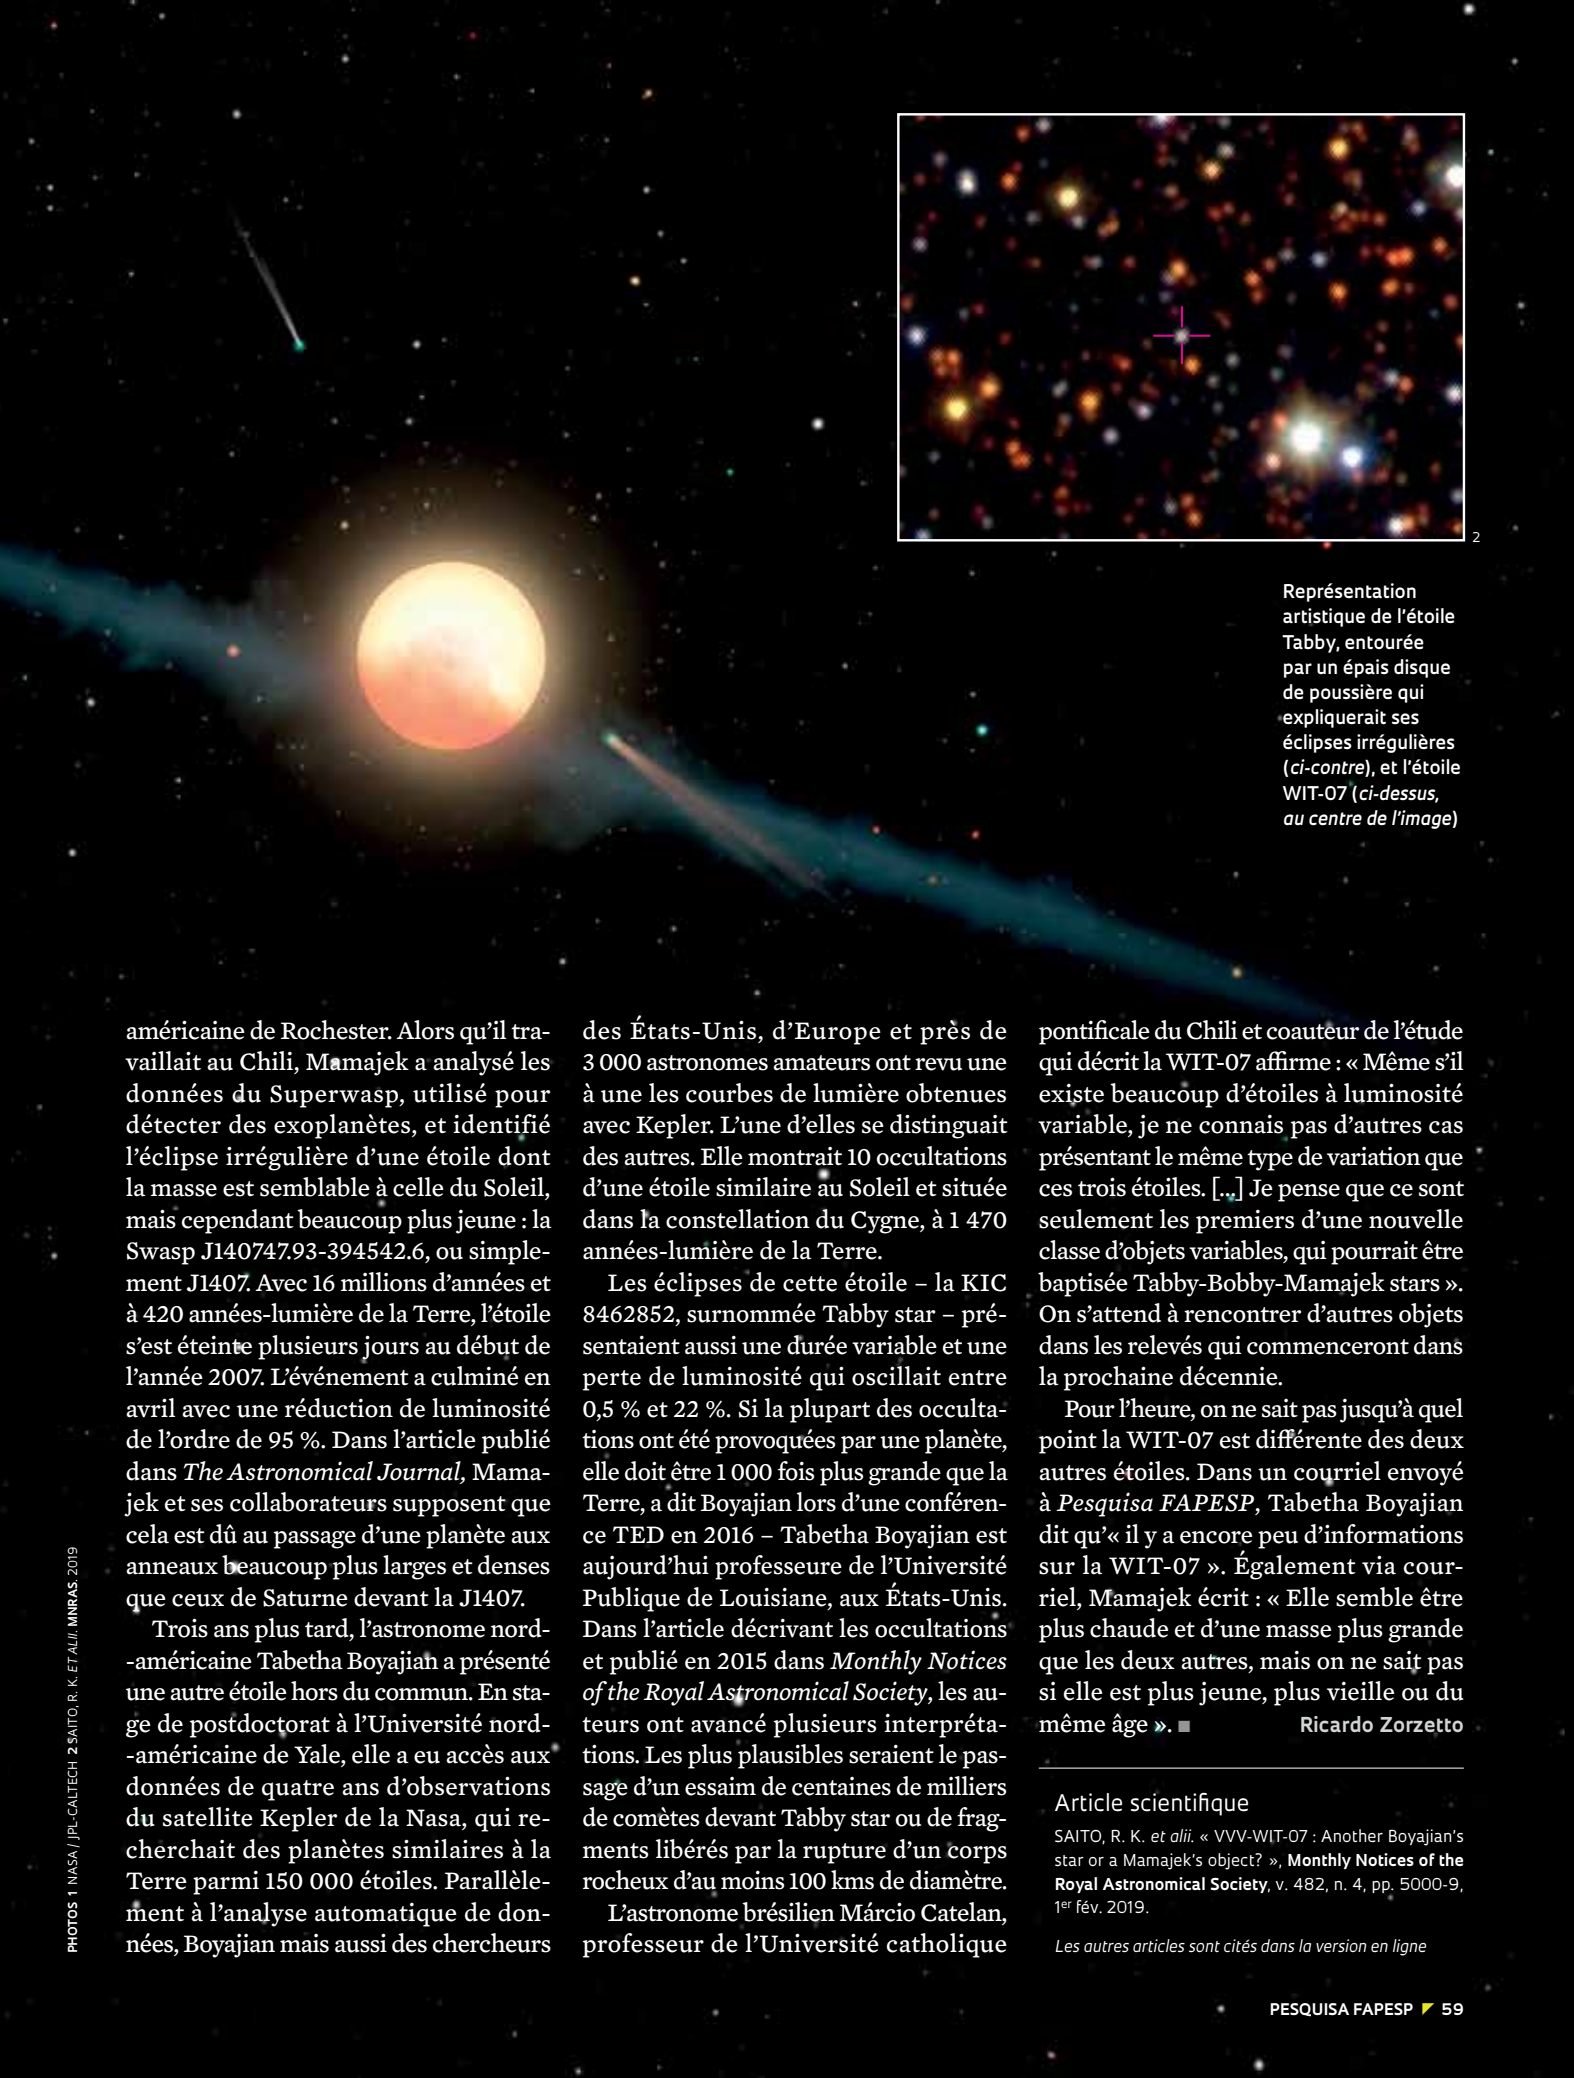 2
Représentation
artistique de l'étoile
Tabby, entourée
par un épais disque
de poussière qui
expliquerait ses
éclipses irrégulières
(ci-contre), et l'étoile
WIT-07 (ci-dessus,
au centre de l'image)
américaine de Rochester. Alors qu'il tra-
vaillait au Chili, Mamajek a analysé les
données du Superwasp, utilisé pour
détecter des exoplanètes, et identifié
l'éclipse irrégulière d'une étoile dont
la masse est semblable à celle du Soleil,
mais cependant beaucoup plus jeune : la
Swasp J140747.93-394542.6, ou simple-
ment J1407. Avec 16 millions d'années et
à 420 années-lumière de la Terre, l'étoile
s'est éteinte plusieurs jours au début de
l'année 2007. L'événement a culminé en
avril avec une réduction de luminosité
de l'ordre de 95 %. Dans l'article publié
dans The Astronomical Journal, Mama-
jek et ses collaborateurs supposent que
cela est dû au passage d'une planète aux
anneaux beaucoup plus larges et denses
que ceux de Saturne devant la J1407.
Trois ans plus tard, l'astronome nord-
-américaine Tabetha Boyajian a présenté
une autre étoile hors du commun. En sta-
ge de postdoctorat à l'Université nord-
-américaine de Yale, elle a eu accès aux
données de quatre ans d'observations
du satellite Kepler de la Nasa, qui re-
cherchait des planètes similaires à la
Terre parmi 150 000 étoiles. Parallèle-
ment à l'analyse automatique de don-
nées, Boyajian mais aussi des chercheurs
des États-Unis, d'Europe et près de
3 000 astronomes amateurs ont revu une
à une les courbes de lumière obtenues
avec Kepler. L'une d'elles se distinguait
des autres. Elle montrait 10 occultations
d'une étoile similaire au Soleil et située
dans la constellation du Cygne, à 1 470
années-lumière de la Terre.
Les éclipses de cette étoile – la KIC
8462852, surnommée Tabby star – pré-
sentaient aussi une durée variable et une
perte de luminosité qui oscillait entre
0,5 % et 22 %. Si la plupart des occulta-
tions ont été provoquées par une planète,
elle doit être 1 000 fois plus grande que la
Terre, a dit Boyajian lors d'une conféren-
ce TED en 2016 – Tabetha Boyajian est
aujourd'hui professeure de l'Université
Publique de Louisiane, aux États-Unis.
Dans l'article décrivant les occultations
et publié en 2015 dans Monthly Notices
of the Royal Astronomical Society, les au-
teurs ont avancé plusieurs interpréta-
tions. Les plus plausibles seraient le pas-
sage d'un essaim de centaines de milliers
de comètes devant Tabby star ou de frag-
ments libérés par la rupture d'un corps
rocheux d'au moins 100 kms de diamètre.
L'astronome brésilien Márcio Catelan,
professeur de l'Université catholique
pontificale du Chili et coauteur de l'étude
qui décrit la WIT-07 affirme : « Même s'il
existe beaucoup d'étoiles à luminosité
variable, je ne connais pas d'autres cas
présentant le même type de variation que
ces trois étoiles. [...] Je pense que ce sont
seulement les premiers d'une nouvelle
classe d'objets variables, qui pourrait être
baptisée Tabby-Bobby-Mamajek stars ».
On s'attend à rencontrer d'autres objets
dans les relevés qui commenceront dans
la prochaine décennie.
Pour l'heure, on ne sait pas jusqu'à quel
point la WIT-07 est différente des deux
autres étoiles. Dans un courriel envoyé
à Pesquisa FAPESP, Tabetha Boyajian
dit qu'« il y a encore peu d'informations
sur la WIT-07 ». Également via cour-
riel, Mamajek écrit : « Elle semble être
plus chaude et d'une masse plus grande
que les deux autres, mais on ne sait pas
si elle est plus jeune, plus vieille ou du
même âge ». ■ Ricardo Zorzetto
Article scientifique
SAITO, R. K. et alii. « VVV-WIT-07 : Another Boyajian's
star or a Mamajek's object? », Monthly Notices of the
Royal Astronomical Society, v. 482, n. 4, pp. 5000-9,
1er fév. 2019.
Les autres articles sont cités dans la version en ligne
PHOTOS 1 NASA / JPL-CALTECH 2 SAITO, R. K. ET ALII. MNRAS. 2019
PESQUISA FAPESP 59